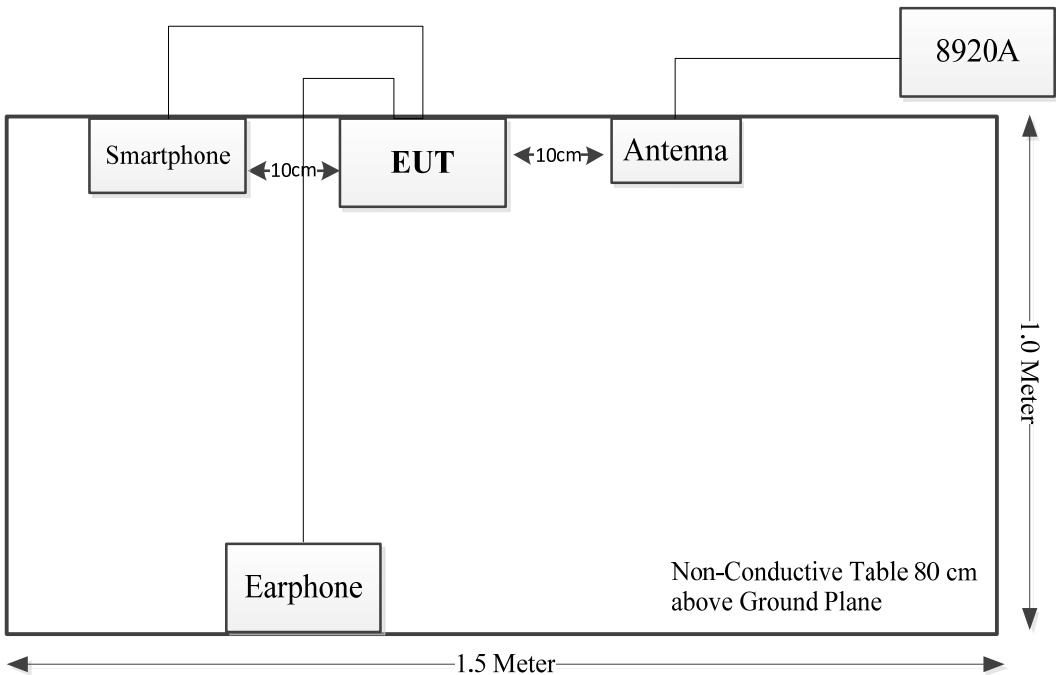 8920A
Smartphone
10cm
EUT
10cm
Antenna
1.0 Meter
Earphone
Non-Conductive Table 80 cm
above Ground Plane
1.5 Meter